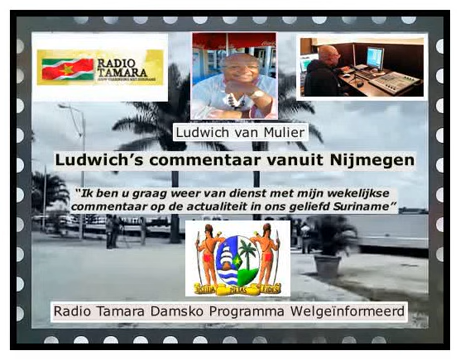 RADIO
TAMARA
Ludwich van Mulier
Ludwich's commentaar vanuit Nijmegen
“Ik ben u graag weer van dienst met mijn wekelijkse
commentaar op de actualiteit in ons geliefd Suriname”
Radio Tamara Damsko Programma Welgeïnformeerd